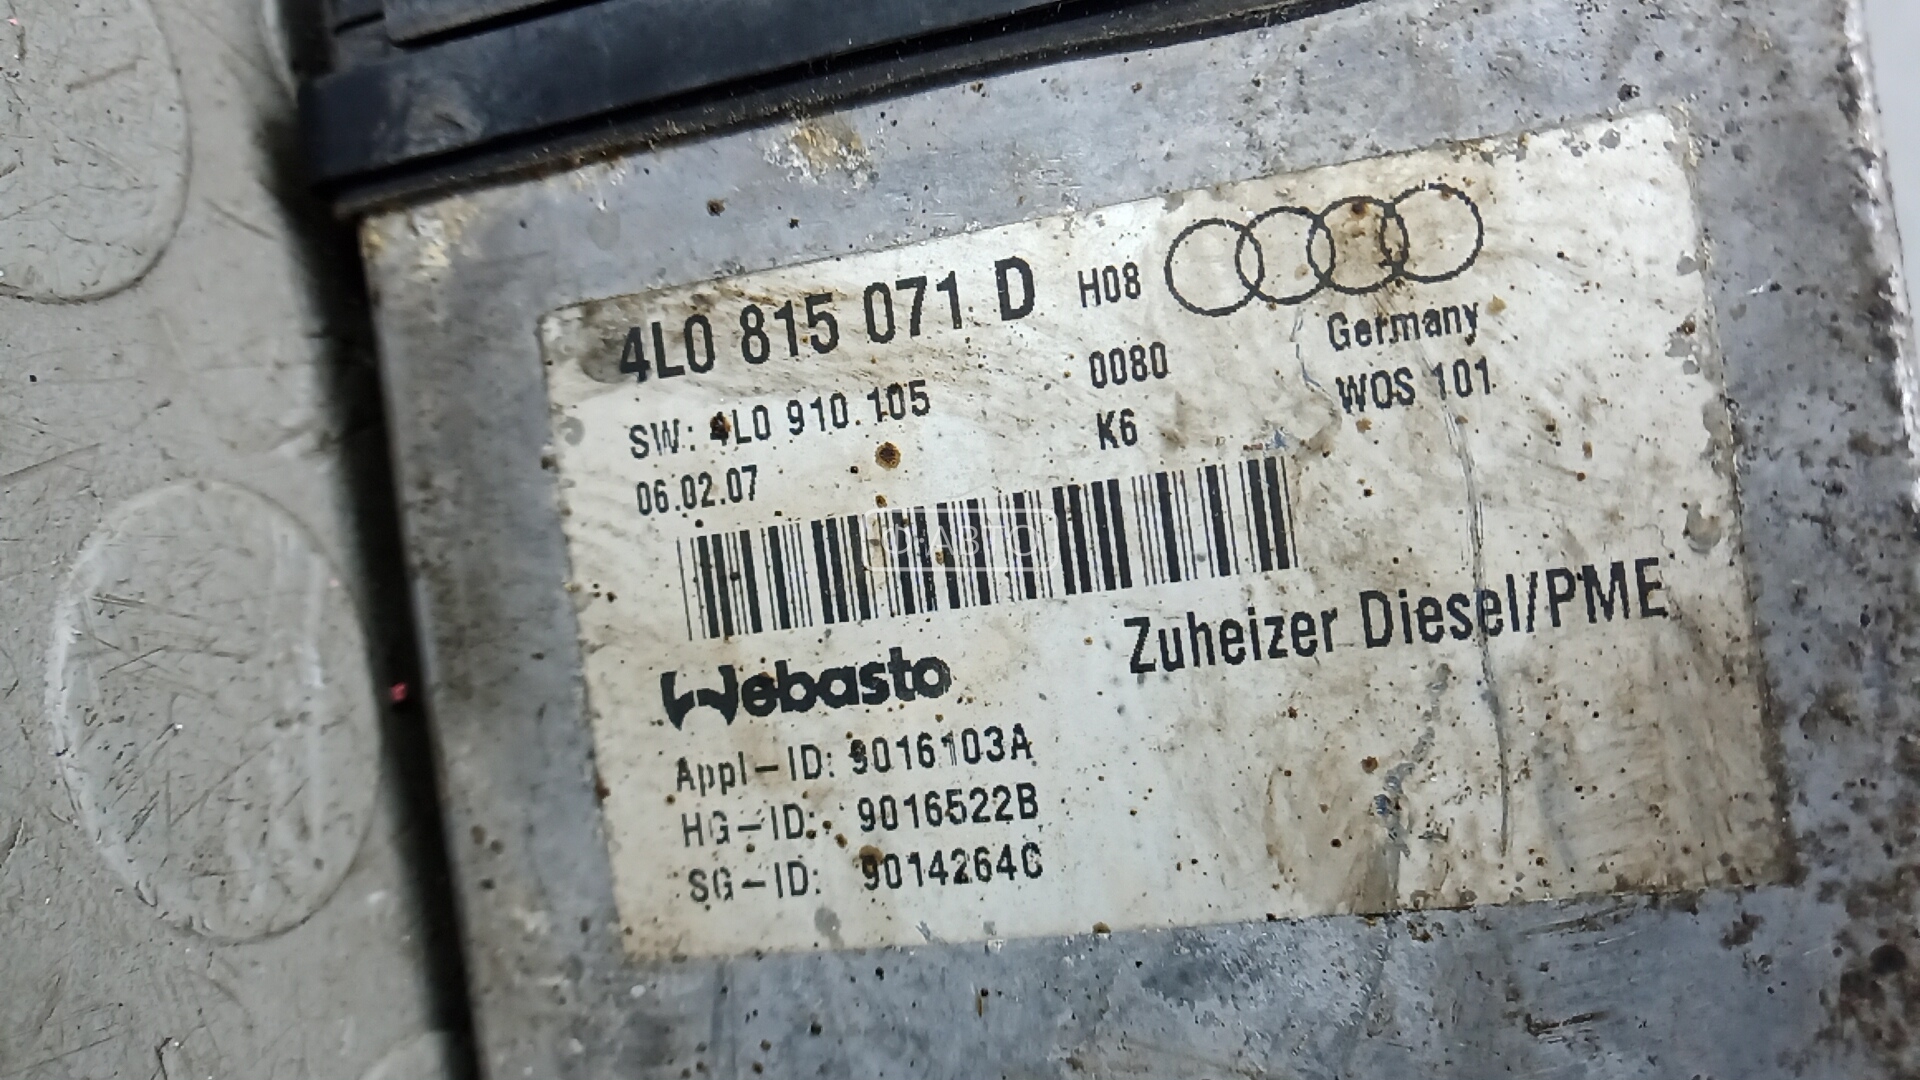 4L0 815 071 D H08
SW: 4L0 910.105 0080 Germany
06.02.07 K6 WOS 101
О·АВТО
Webasto Zuheizer Diesel/PME
Appl-ID: 9016103A
HG-ID: 9016522B
SG-ID: 9014264C